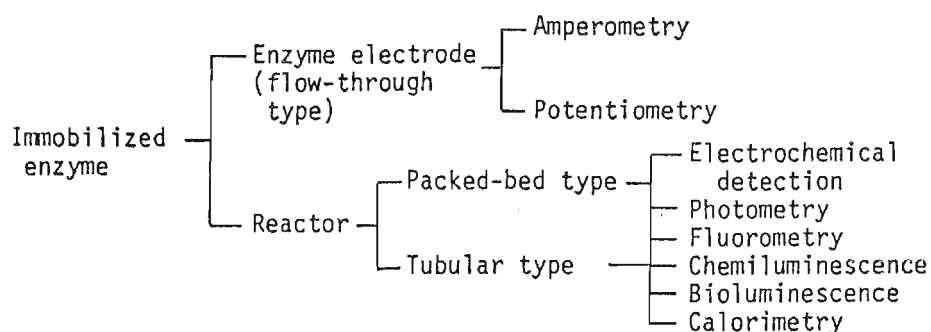 Amperometry
Enzyme electrode
(flow-through
type)
Potentiometry
Immobilized
enzyme
Electrochemical
detection
Packed-bed type
Photometry
Reactor
Fluorometry
Tubular type
Chemiluminescence
Bioluminescence
Calorimetry